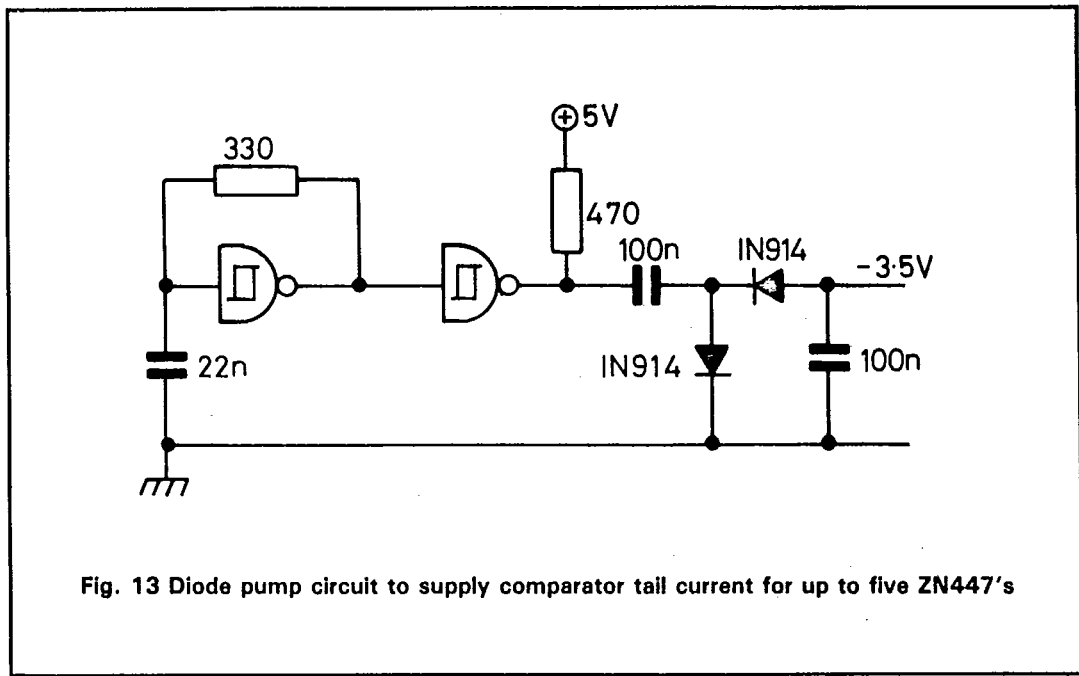 5V
330
470
100n
IN914
-3·5V
22n
IN914
100n
Fig. 13 Diode pump circuit to supply comparator tail current for up to five ZN447's